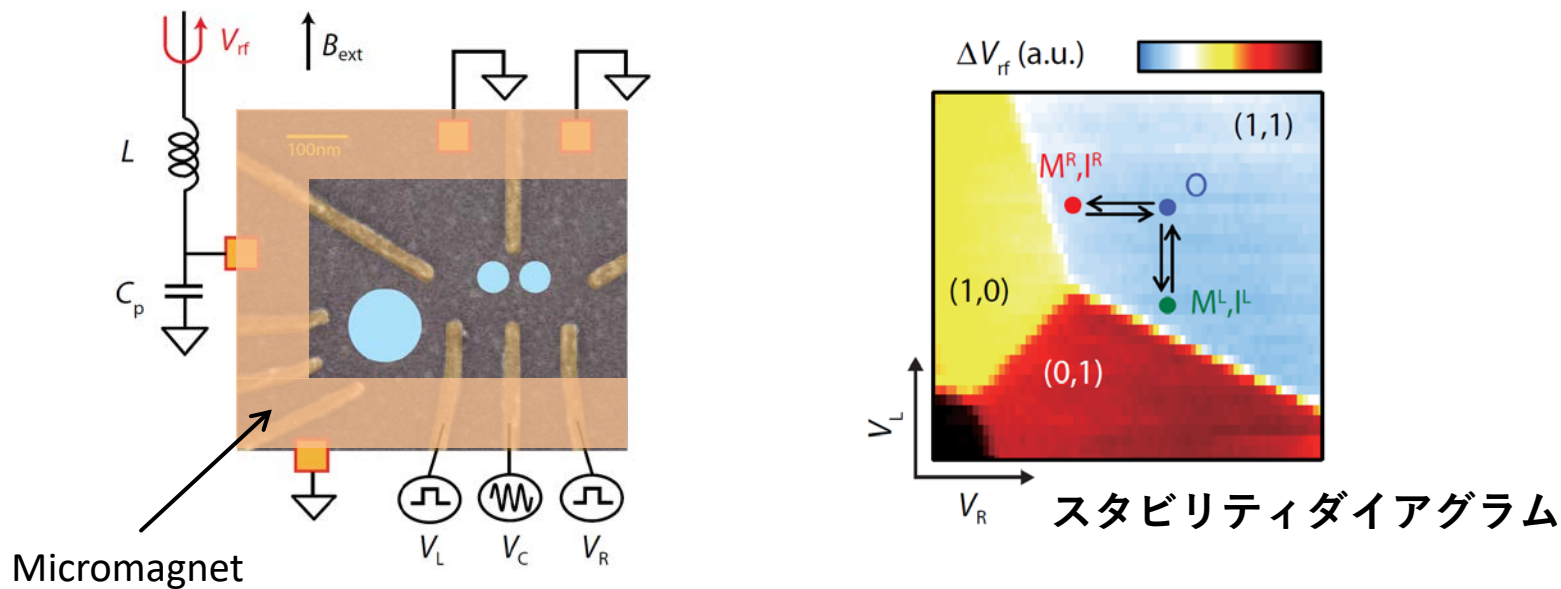 V_rf
B_ext
L
100nm
C_p
V_L
V_C
V_R
Micromagnet
ΔV_rf (a.u.)
(1,1)
M^R,I^R
O
(1,0)
M^L,I^L
(0,1)
V_L
V_R
スタビリティダイアグラム